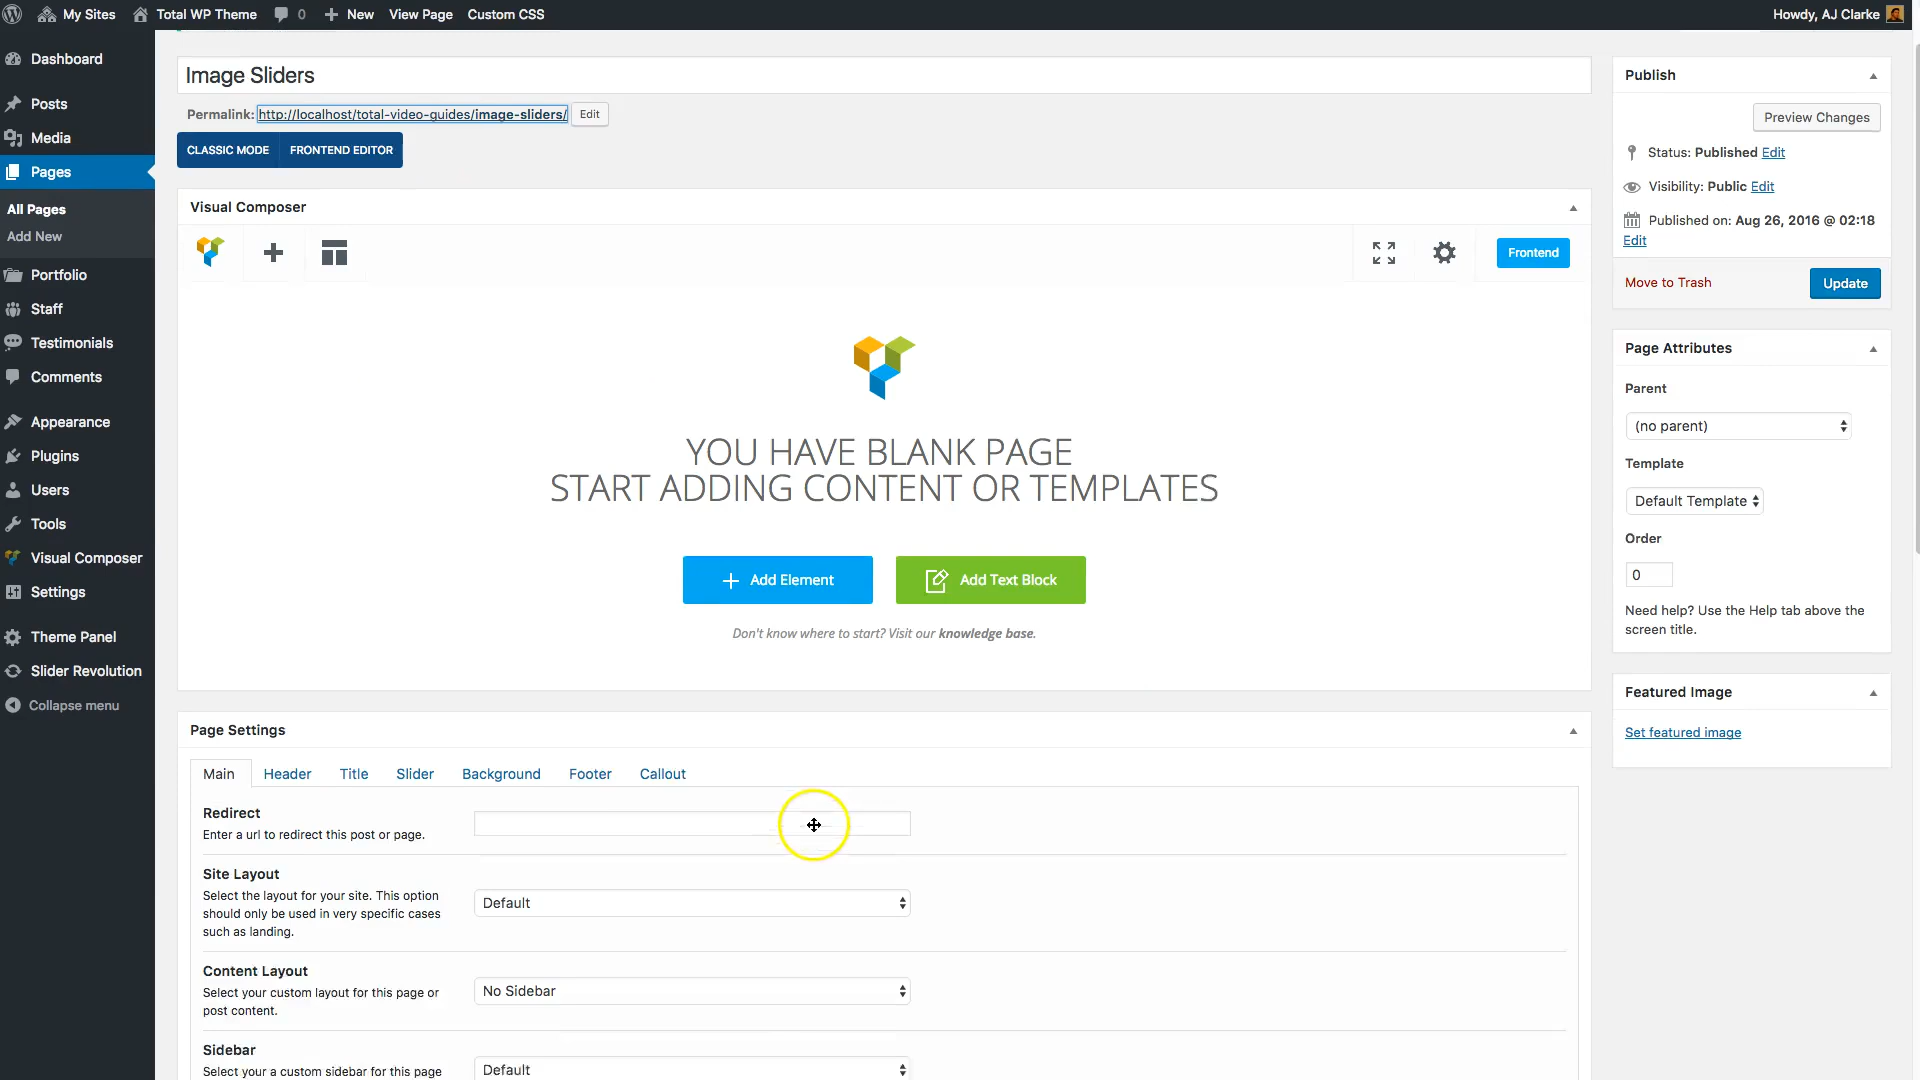 My Sites
Total WP Theme
0
New
View Page
Custom CSS
Howdy, AJ Clarke
Dashboard
Posts
Media
Pages
All Pages
Add New
Portfolio
Staff
Testimonials
Comments
Appearance
Plugins
Users
Tools
Visual Composer
Settings
Theme Panel
Slider Revolution
Collapse menu
Image Sliders
Permalink: http://localhost/total-video-guides/image-sliders/ Edit
CLASSIC MODE FRONTEND EDITOR
Visual Composer
Frontend
YOU HAVE BLANK PAGE
START ADDING CONTENT OR TEMPLATES
Add Element
Add Text Block
Don't know where to start? Visit our knowledge base.
Page Settings
Main Header Title Slider Background Footer Callout
Redirect
Enter a url to redirect this post or page.
Site Layout
Select the layout for your site. This option
should only be used in very specific cases
such as landing.
Default
Content Layout
Select your custom layout for this page or
post content.
No Sidebar
Sidebar
Select your a custom sidebar for this page
Default
Publish
Preview Changes
Status: Published Edit
Visibility: Public Edit
Published on: Aug 26, 2016 @ 02:18
Edit
Move to Trash
Update
Page Attributes
Parent
(no parent)
Template
Default Template
Order
0
Need help? Use the Help tab above the
screen title.
Featured Image
Set featured image